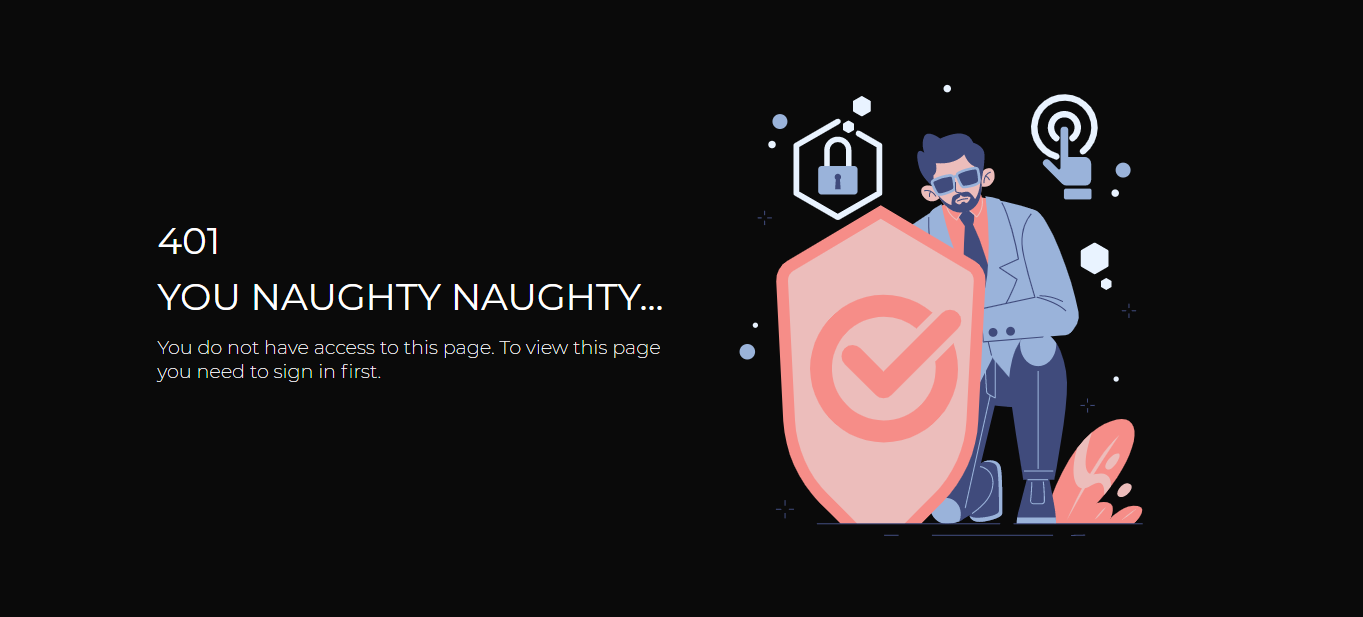 401
YOU NAUGHTY NAUGHTY...
You do not have access to this page. To view this page
you need to sign in first.